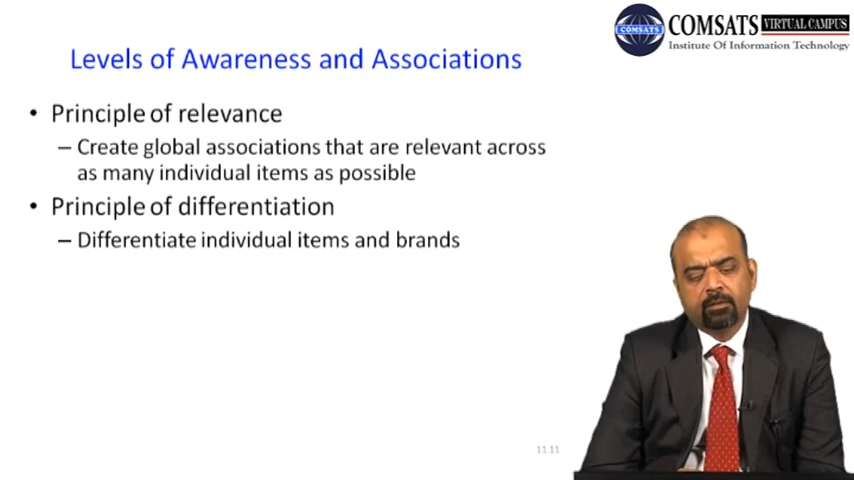 COMSATS VIRTUAL CAMPUS
COMSATS
Institute Of Information Technology
Levels of Awareness and Associations
• Principle of relevance
– Create global associations that are relevant across
as many individual items as possible
• Principle of differentiation
– Differentiate individual items and brands
11.11